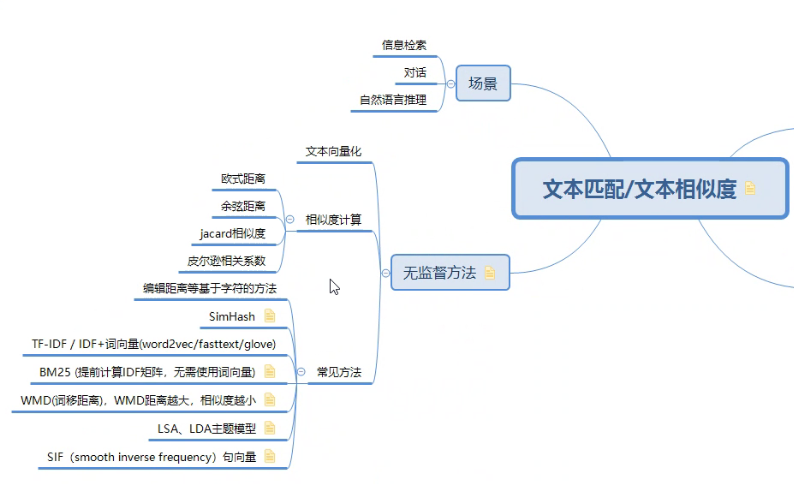 信息检索
对话
自然语言推理
场景
文本匹配/文本相似度
文本向量化
欧式距离
余弦距离
jacard相似度
皮尔逊相关系数
相似度计算
无监督方法
编辑距离等基于字符的方法
SimHash
TF-IDF / IDF+词向量(word2vec/fasttext/glove)
BM25 (提前计算IDF矩阵，无需使用词向量)
WMD(词移距离)，WMD距离越大，相似度越小
LSA、LDA主题模型
SIF（smooth inverse frequency）句向量
常见方法